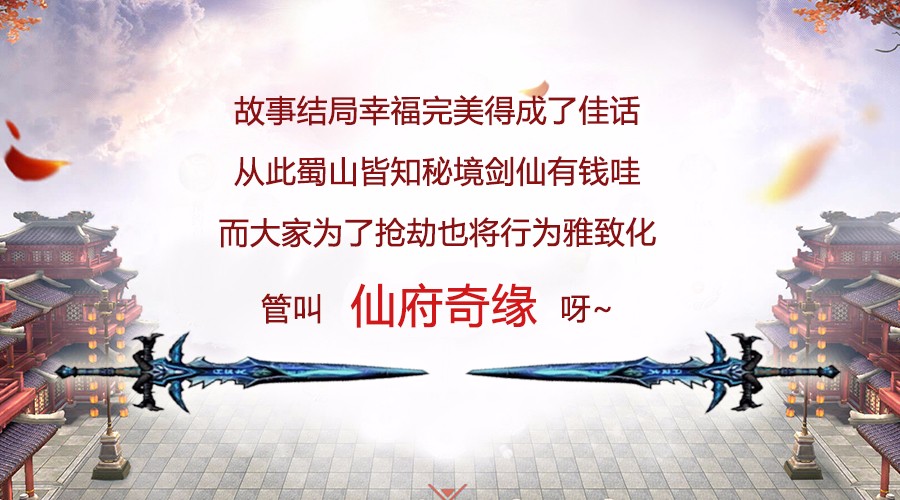 故事结局幸福完美得成了佳话
从此蜀山皆知秘境剑仙有钱哇
而大家为了抢劫也将行为雅致化
管叫 仙府奇缘 呀~